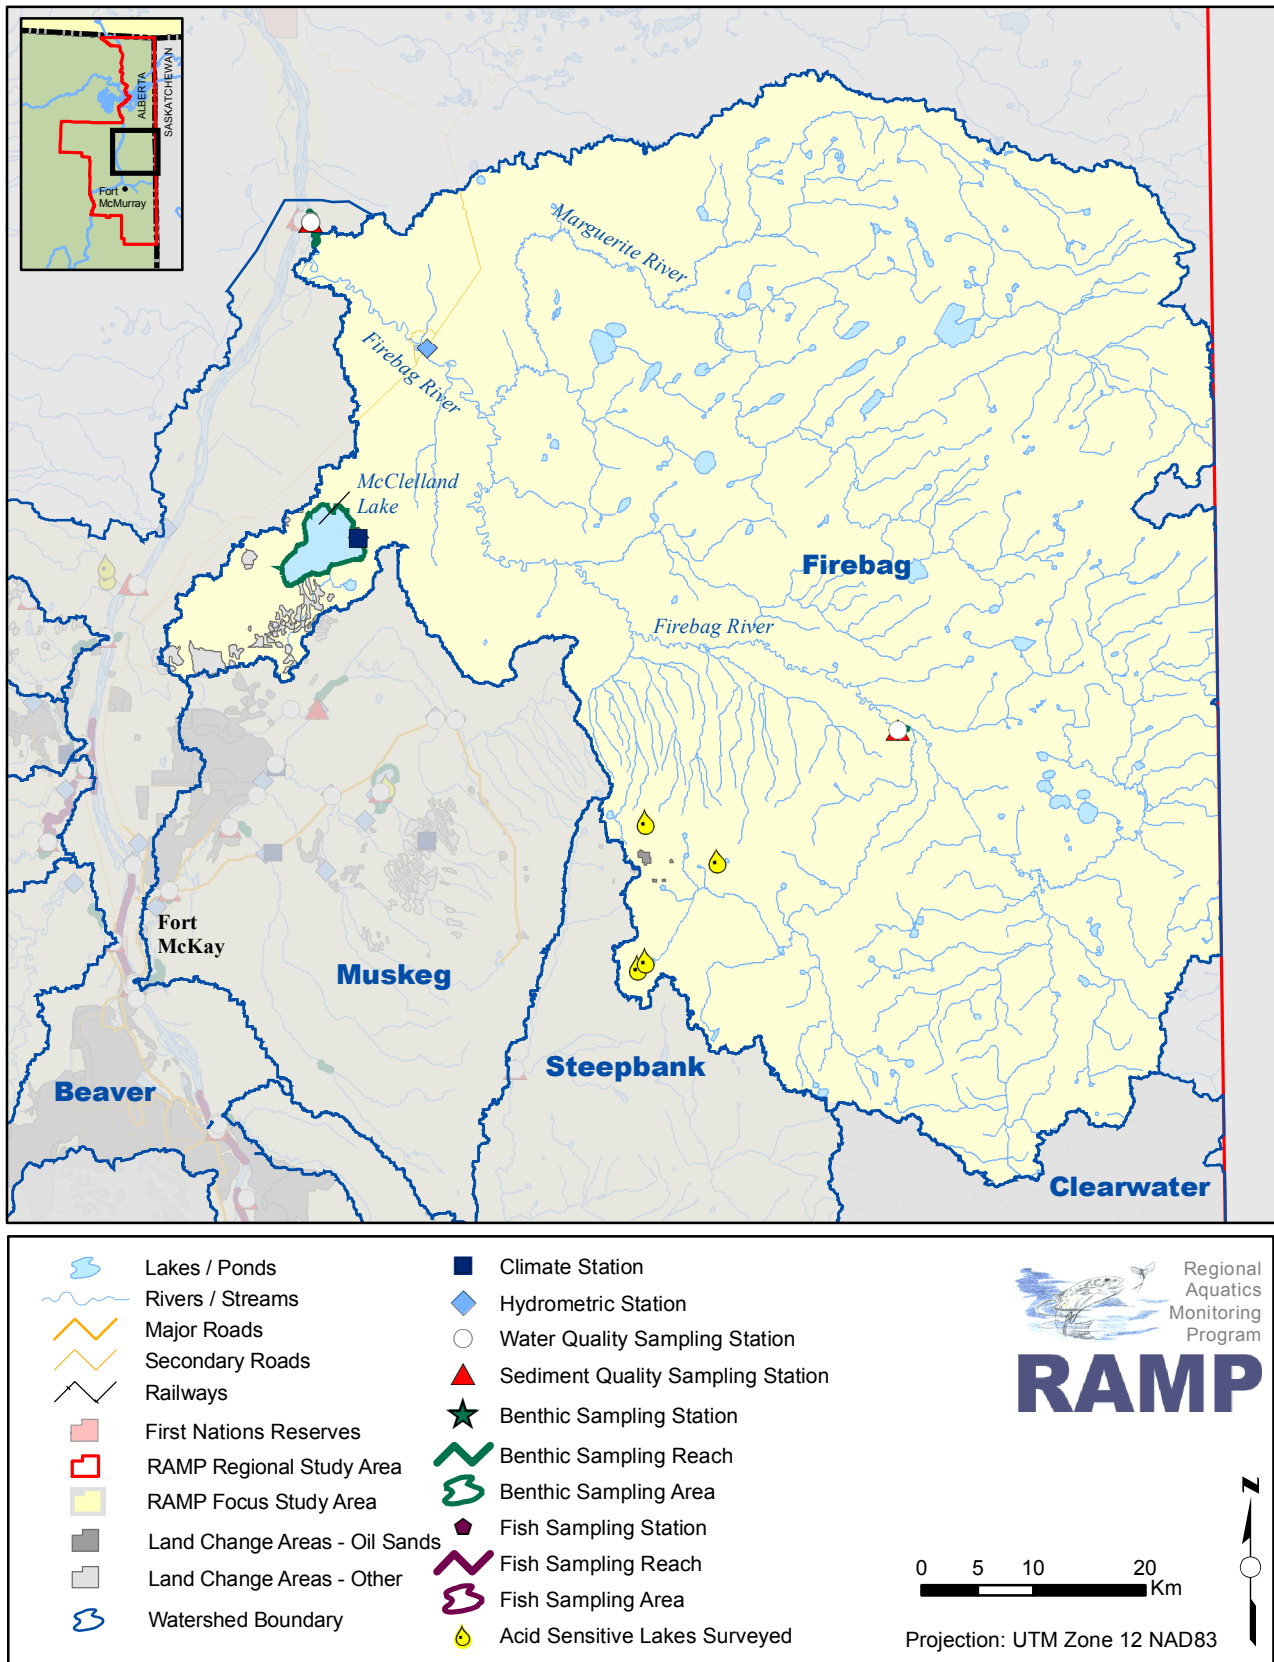 ALBERTA
SASKATCHEWAN
Fort
McMurray
Marguerite River
Firebag River
McClelland
Lake
Firebag
Firebag River
Fort
McKay
Muskeg
Steepbank
Beaver
Clearwater
Lakes / Ponds
Rivers / Streams
Major Roads
Secondary Roads
Railways
First Nations Reserves
RAMP Regional Study Area
RAMP Focus Study Area
Land Change Areas - Oil Sands
Land Change Areas - Other
Watershed Boundary
Climate Station
Hydrometric Station
Water Quality Sampling Station
Sediment Quality Sampling Station
Benthic Sampling Station
Benthic Sampling Reach
Benthic Sampling Area
Fish Sampling Station
Fish Sampling Reach
Fish Sampling Area
Acid Sensitive Lakes Surveyed
Regional
Aquatics
Monitoring
Program
RAMP
N
0 5 10 20
Km
Projection: UTM Zone 12 NAD83